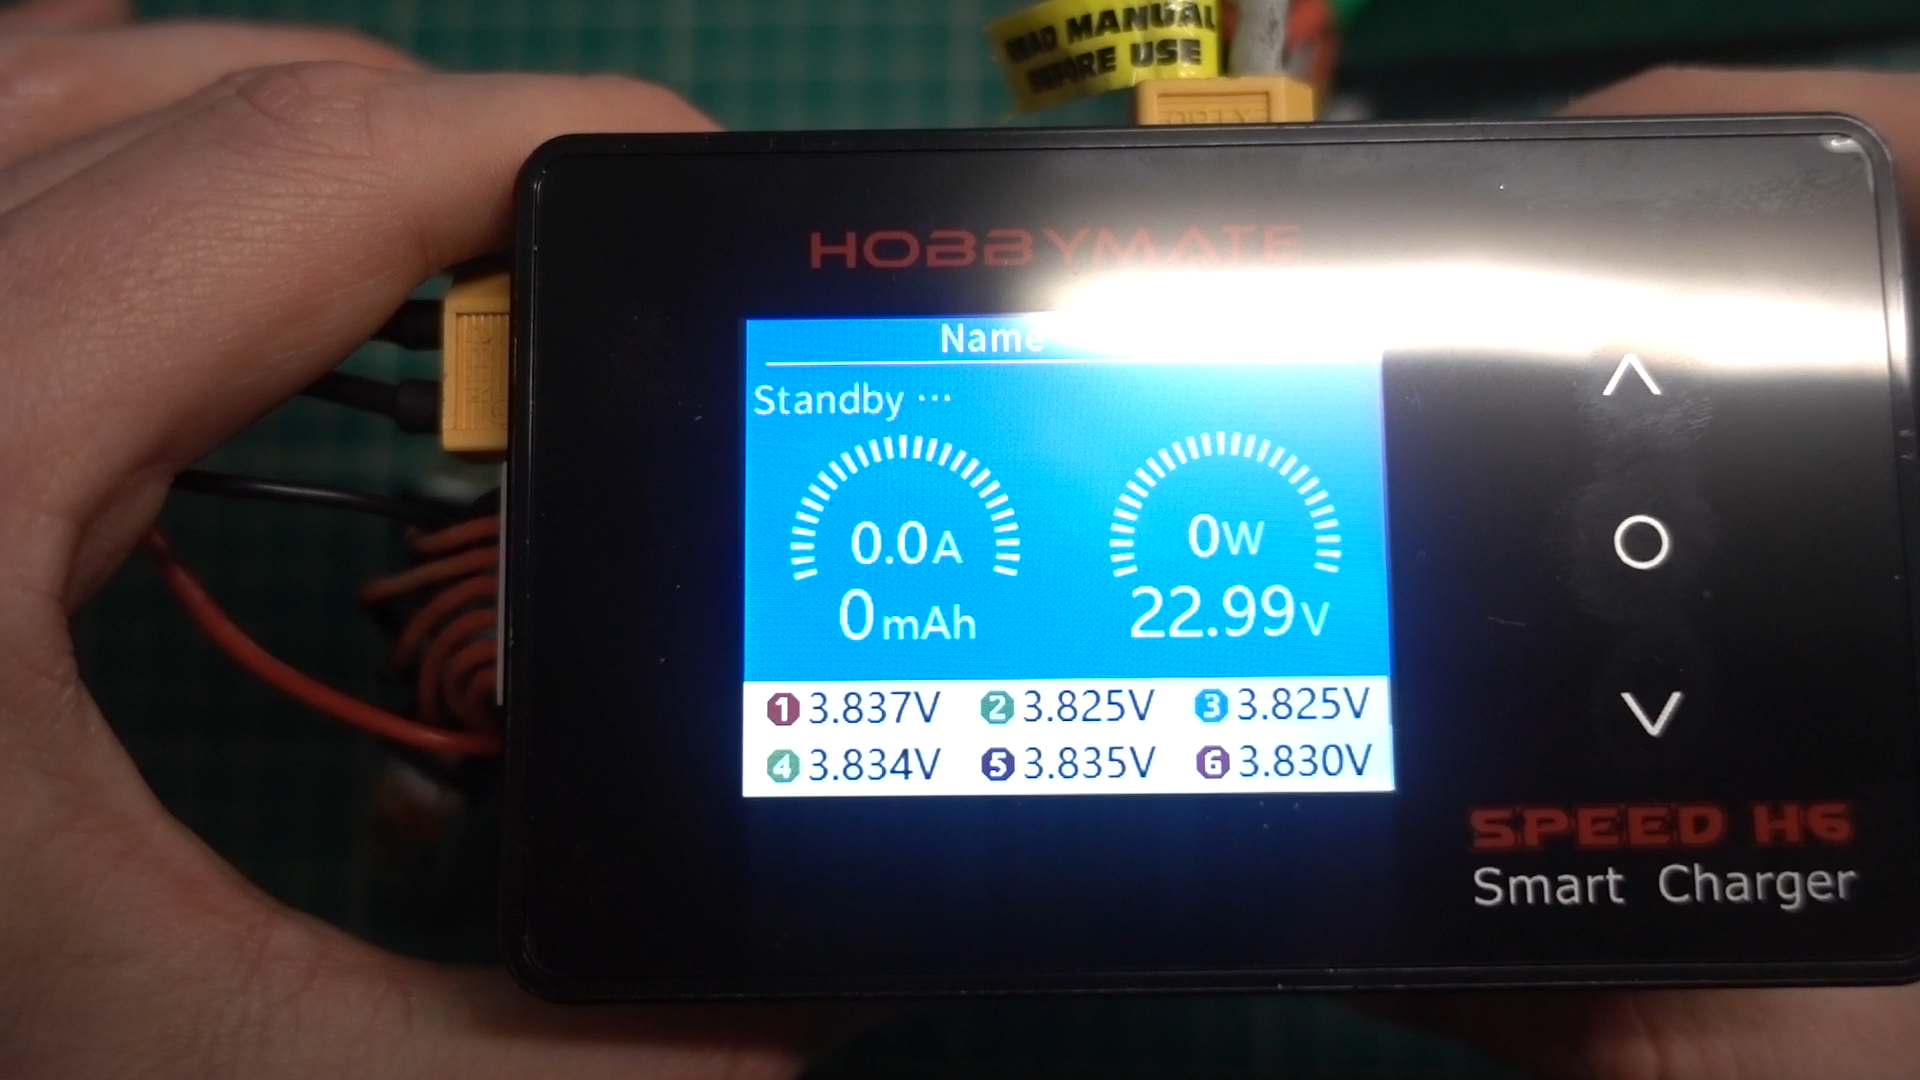 READ MANUAL
BEFORE USE
HOBBYMATE
Name
Standby ···
0.0A
0W
0mAh
22.99V
1 3.837V 2 3.825V 3 3.825V
4 3.834V 5 3.835V 6 3.830V
SPEED H6
Smart Charger